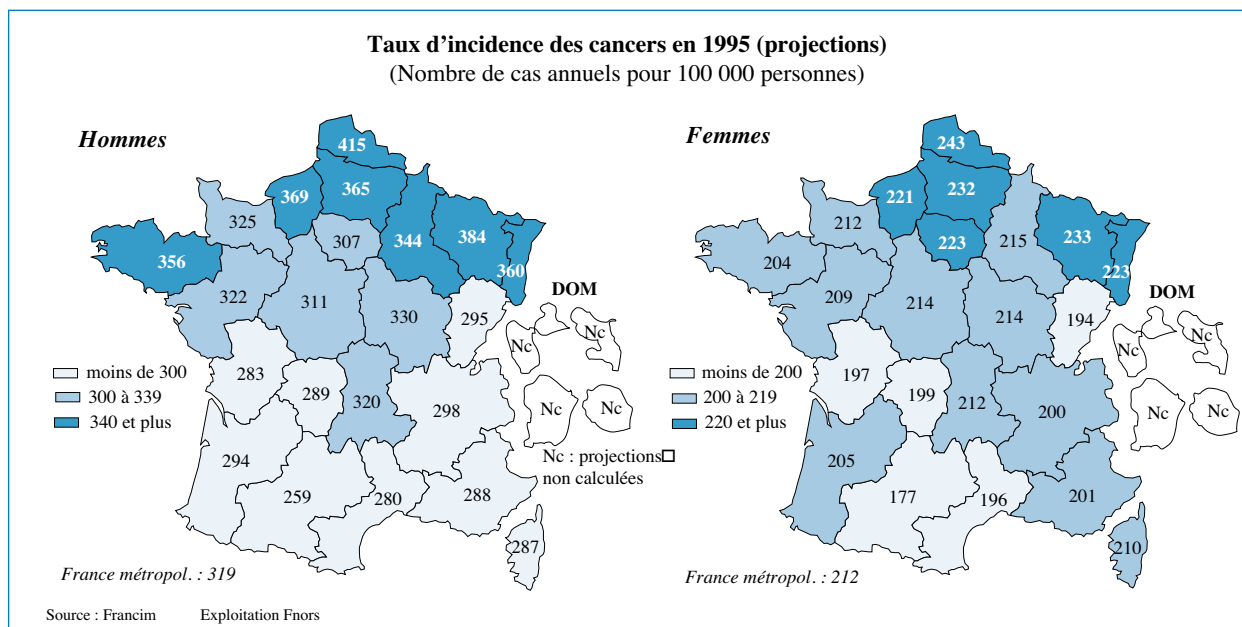 Taux d'incidence des cancers en 1995 (projections)
(Nombre de cas annuels pour 100 000 personnes)
Hommes
415
365
369
325
307
344
384
360
356
322
311
330
295
DOM
Nc
Nc
Nc
Nc
283
289
320
298
294
259
280
288
287
moins de 300
300 à 339
340 et plus
Nc : projections
non calculées
France métropol. : 319
Femmes
243
232
221
212
223
215
233
223
204
209
214
214
194
DOM
Nc
Nc
Nc
Nc
197
199
212
200
205
177
196
201
210
moins de 200
200 à 219
220 et plus
France métropol. : 212
Source : Francim Exploitation Fnors